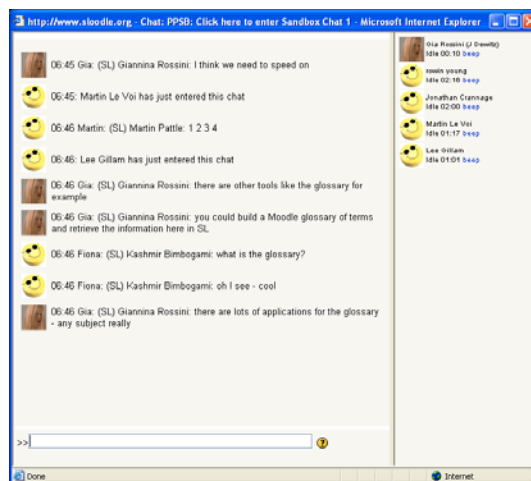 http://www.sloodle.org - Chat: PPSB: Click here to enter Sandbox Chat 1 - Microsoft Internet Explorer
06:45 Gia: (SL) Giannina Rossini: I think we need to speed on
06:45: Martin Le Voi has just entered this chat
06:46 Martin: (SL) Martin Pattle: 1 2 3 4
06:46: Lee Gillam has just entered this chat
06:46 Gia: (SL) Giannina Rossini: there are other tools like the glossary for
example
06:46 Gia: (SL) Giannina Rossini: you could build a Moodle glossary of terms
and retrieve the information here in SL
06:46 Fiona: (SL) Kashmir Bimbogami: what is the glossary?
06:46 Fiona: (SL) Kashmir Bimbogami: oh I see - cool
06:46 Gia: (SL) Giannina Rossini: there are lots of applications for the glossary
- any subject really
>>
Gia Rossini (J Dewitz)
Idle 00:10 beep
young
Idle 02:16 beep
Jonathan Crannage
Idle 02:00 beep
Martin Le Voi
Idle 01:17 beep
Lee Gillam
Idle 01:01 beep
Done
Internet